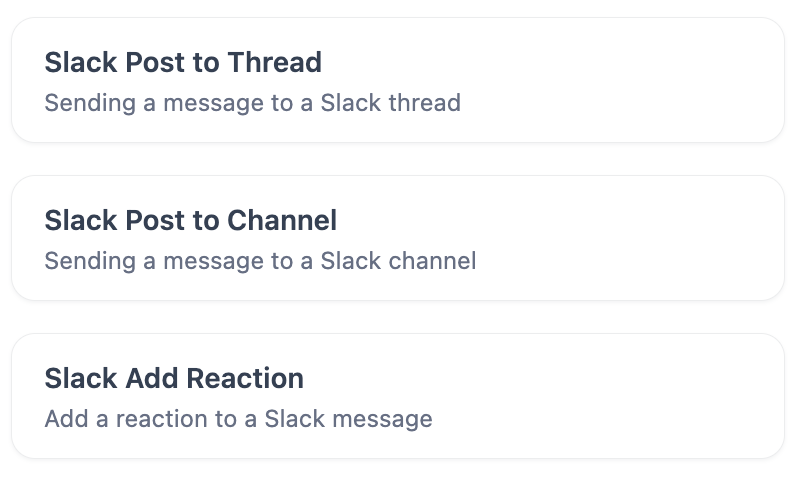 Slack Post to Thread
Sending a message to a Slack thread
Slack Post to Channel
Sending a message to a Slack channel
Slack Add Reaction
Add a reaction to a Slack message